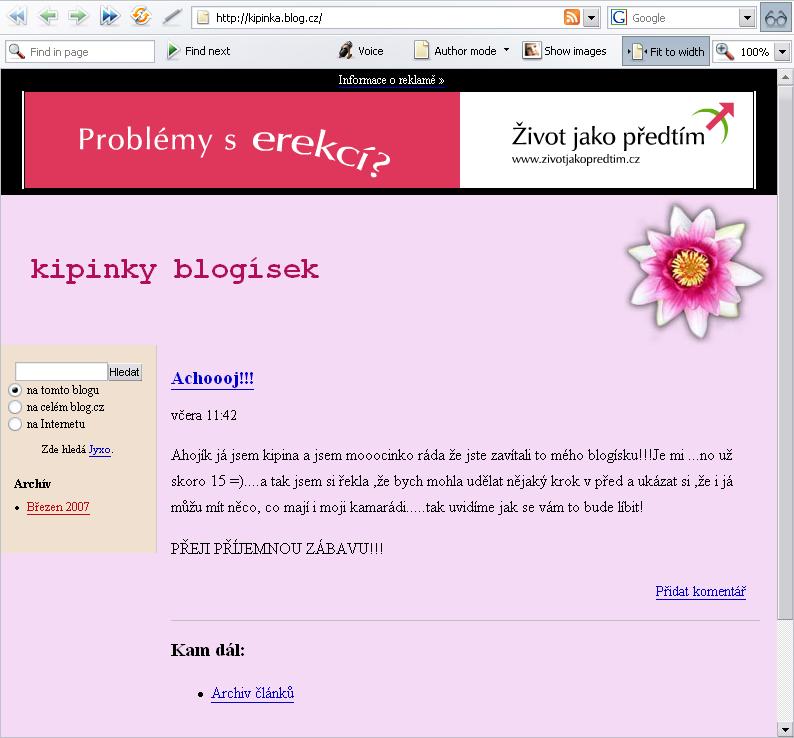 http://kipinka.blog.cz/
Google
Find in page
Find next
Voice
Author mode
Show images
Fit to width
100%
Informace o reklamě »
Problémy s erekcí?
Život jako předtím
www.zivotjakopredtim.cz
kipinky blogísek
Hledat
na tomto blogu
na celém blog.cz
na Internetu
Zde hledá Jyxo.
Archív
Březen 2007
Achoooj!!!
včera 11:42
Ahojík já jsem kipina a jsem mooocinko ráda že jste zavítali to mého blogísku!!!Je mi ...no už
skoro 15 =)....a tak jsem si řekla ,že bych mohla udělat nějaký krok v před a ukázat si ,že i já
můžu mít něco, co mají i moji kamarádi.....tak uvidíme jak se vám to bude líbit!
PŘEJI PŘÍJEMNOU ZÁBAVU!!!
Přidat komentář
Kam dál:
Archiv článků